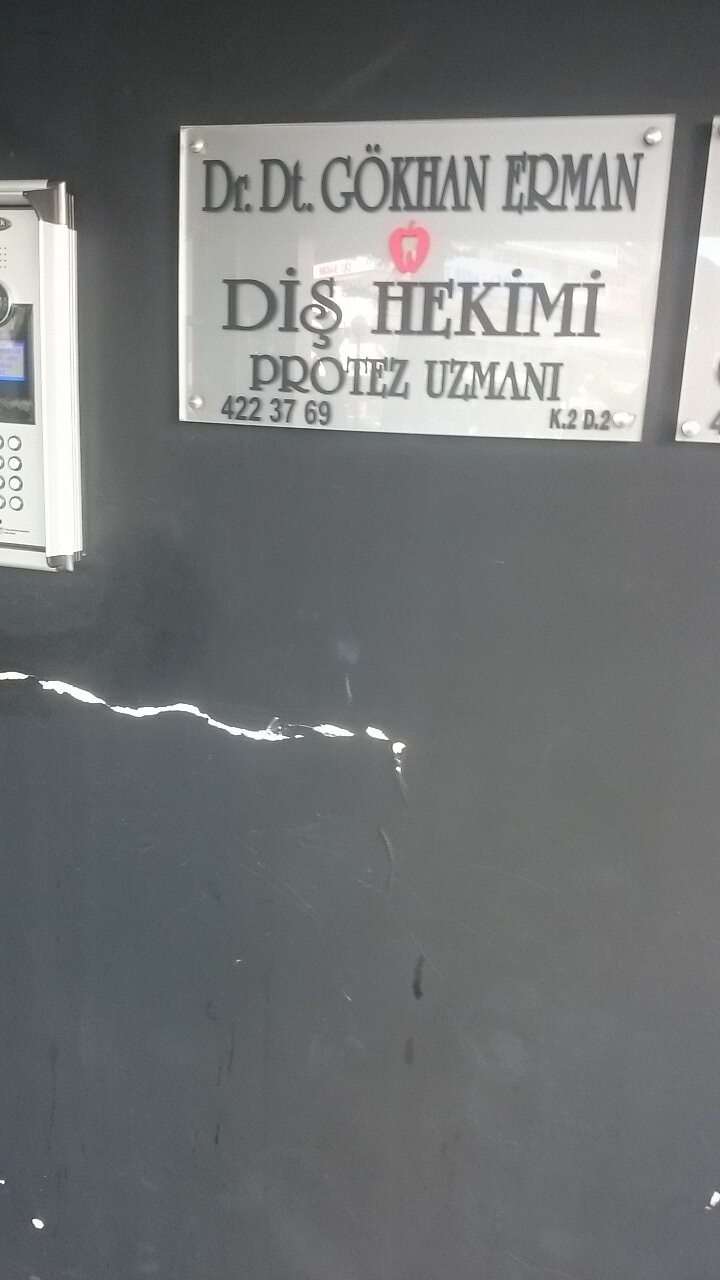 Dr. Dt. GÖKHAN ERMAN
DİŞ HEKİMİ
PROTEZ UZMANI
422 37 69
K.2 D.2